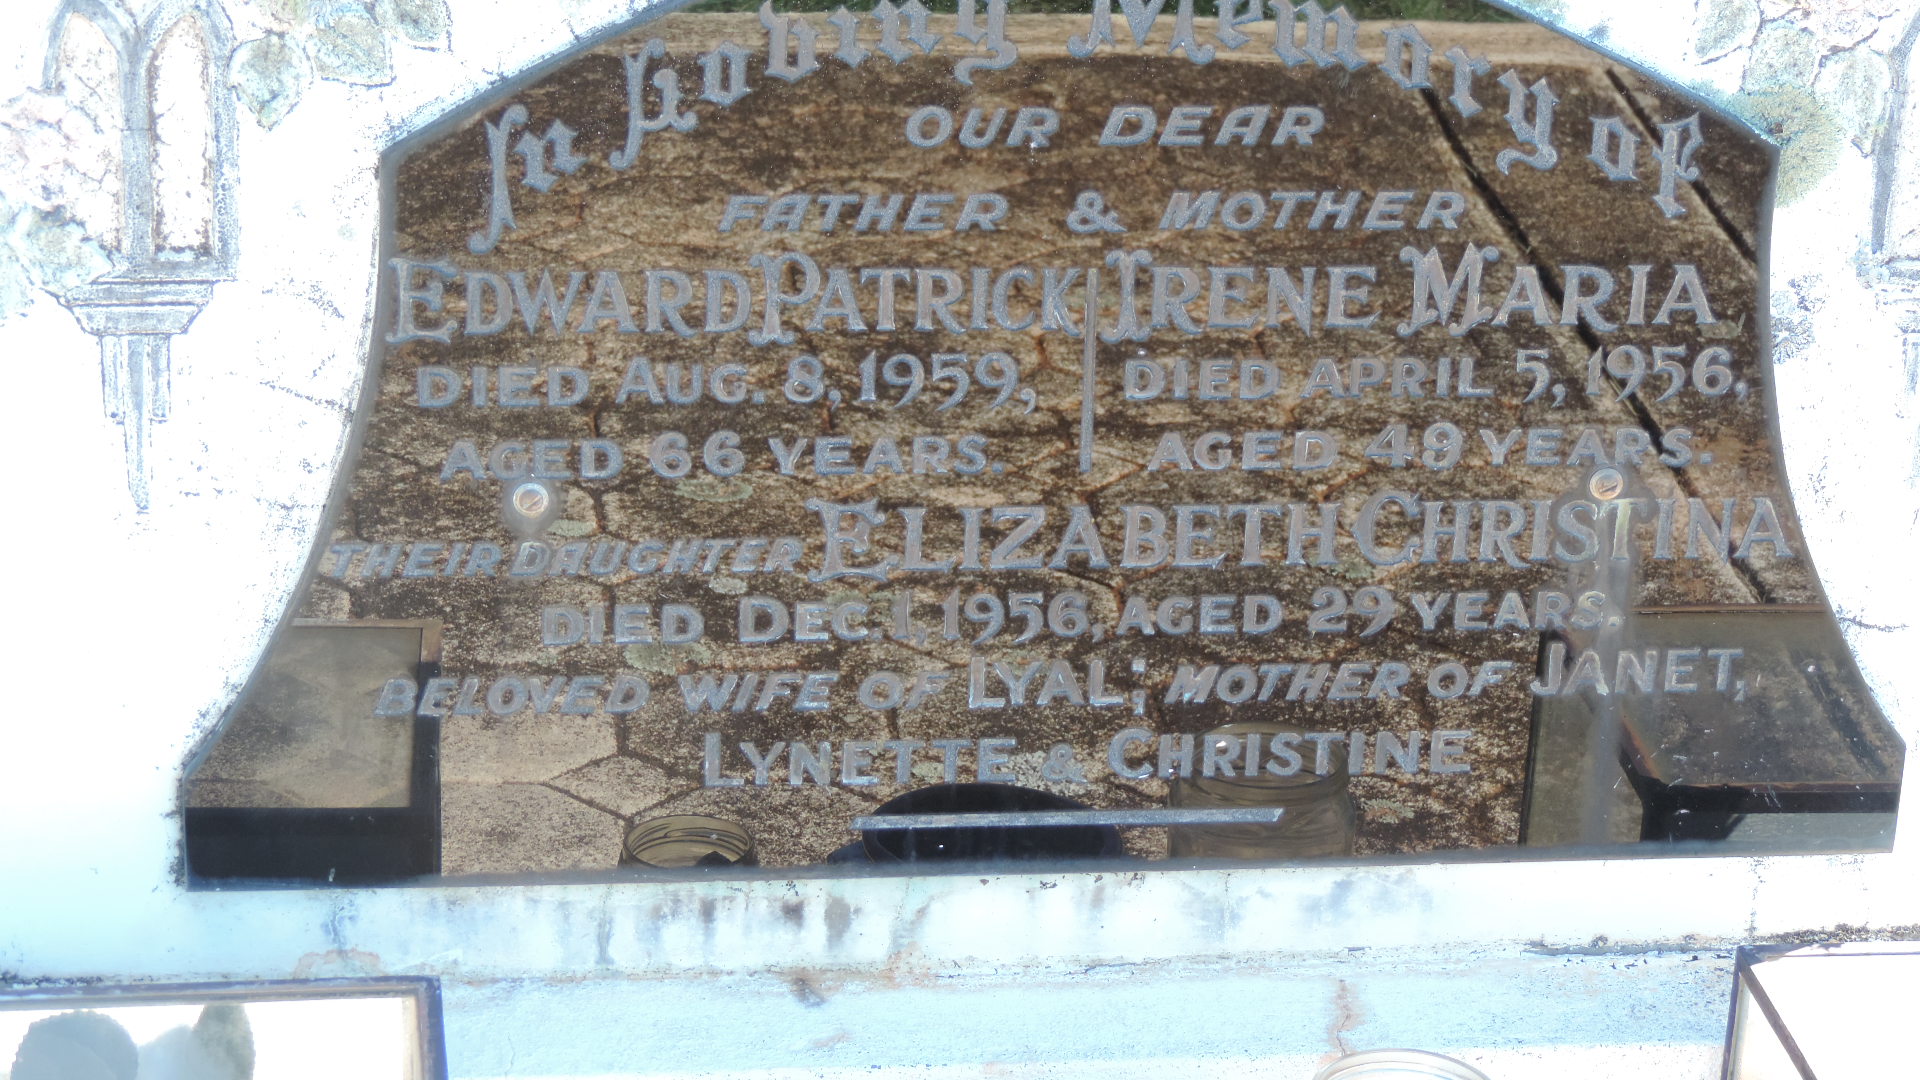 In Loving Memory of
OUR DEAR
FATHER & MOTHER
EDWARD PATRICK IRENE MARIA
DIED AUG. 8, 1959, DIED APRIL 5, 1956,
AGED 66 YEARS. AGED 49 YEARS.
THEIR DAUGHTER ELIZABETH CHRISTINA
DIED DEC. 1, 1956, AGED 29 YEARS.
BELOVED WIFE OF LYAL; MOTHER OF JANET,
LYNETTE & CHRISTINE